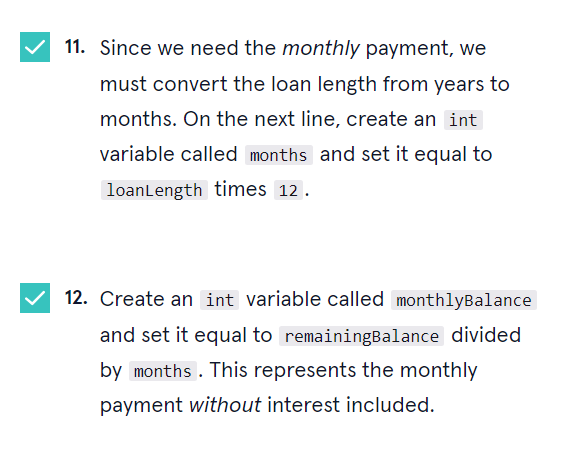 11. Since we need the monthly payment, we
must convert the loan length from years to
months. On the next line, create an int
variable called months and set it equal to
loanLength times 12.
12. Create an int variable called monthlyBalance
and set it equal to remainingBalance divided
by months. This represents the monthly
payment without interest included.